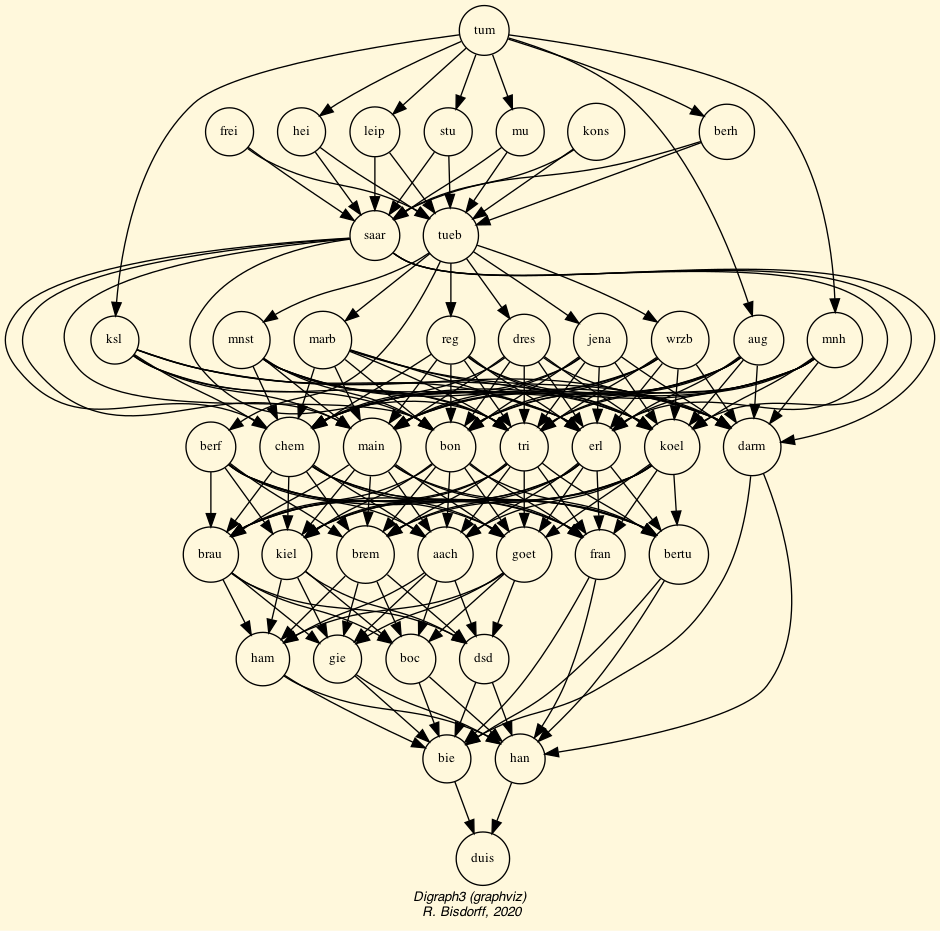 tum
frei hei leip stu mu kons berh
saar tueb
ksl mnst marb reg dres jena wrzb aug mnh
berf chem main bon tri erl koel darm
brau kiel brem aach goet fran bertu
ham gie boc dsd
bie han
duis
Digraph3 (graphviz)
R. Bisdorff, 2020